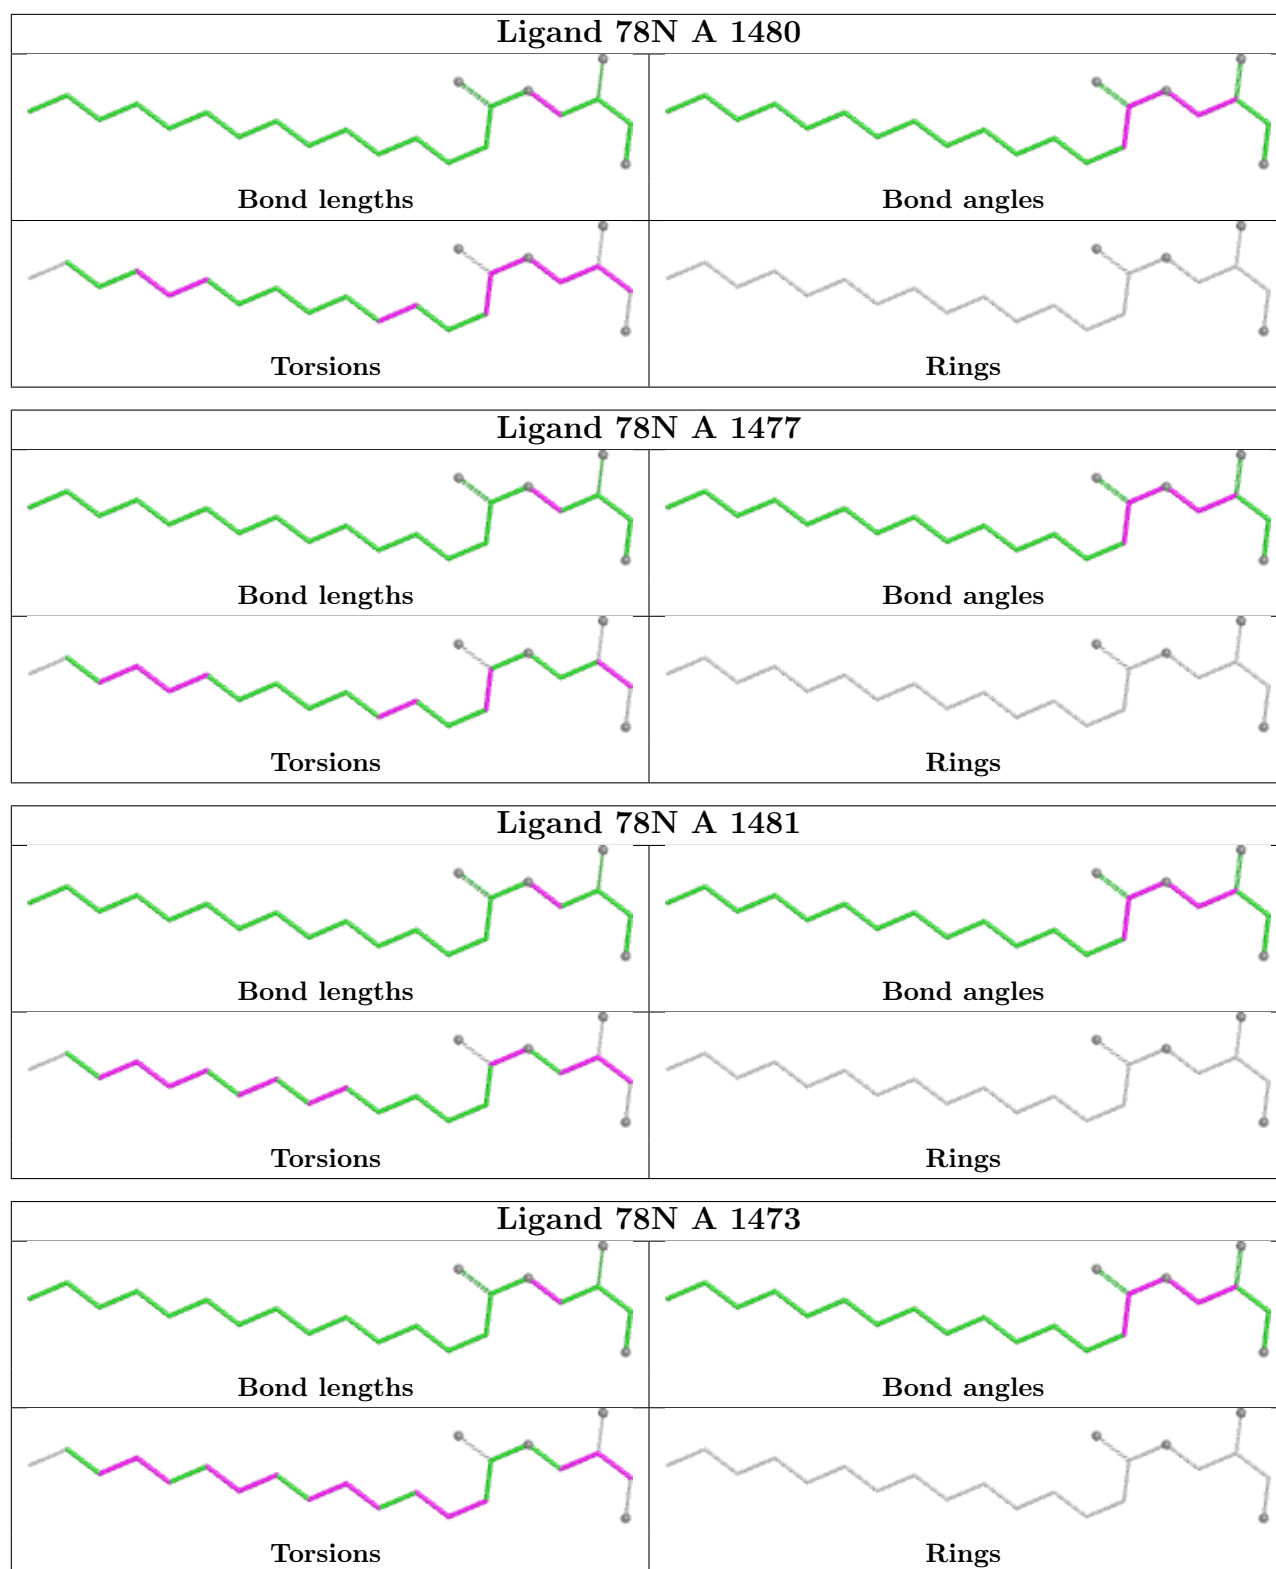 Ligand 78N A 1480
Bond lengths Bond angles
Torsions Rings
Ligand 78N A 1477
Bond lengths Bond angles
Torsions Rings
Ligand 78N A 1481
Bond lengths Bond angles
Torsions Rings
Ligand 78N A 1473
Bond lengths Bond angles
Torsions Rings